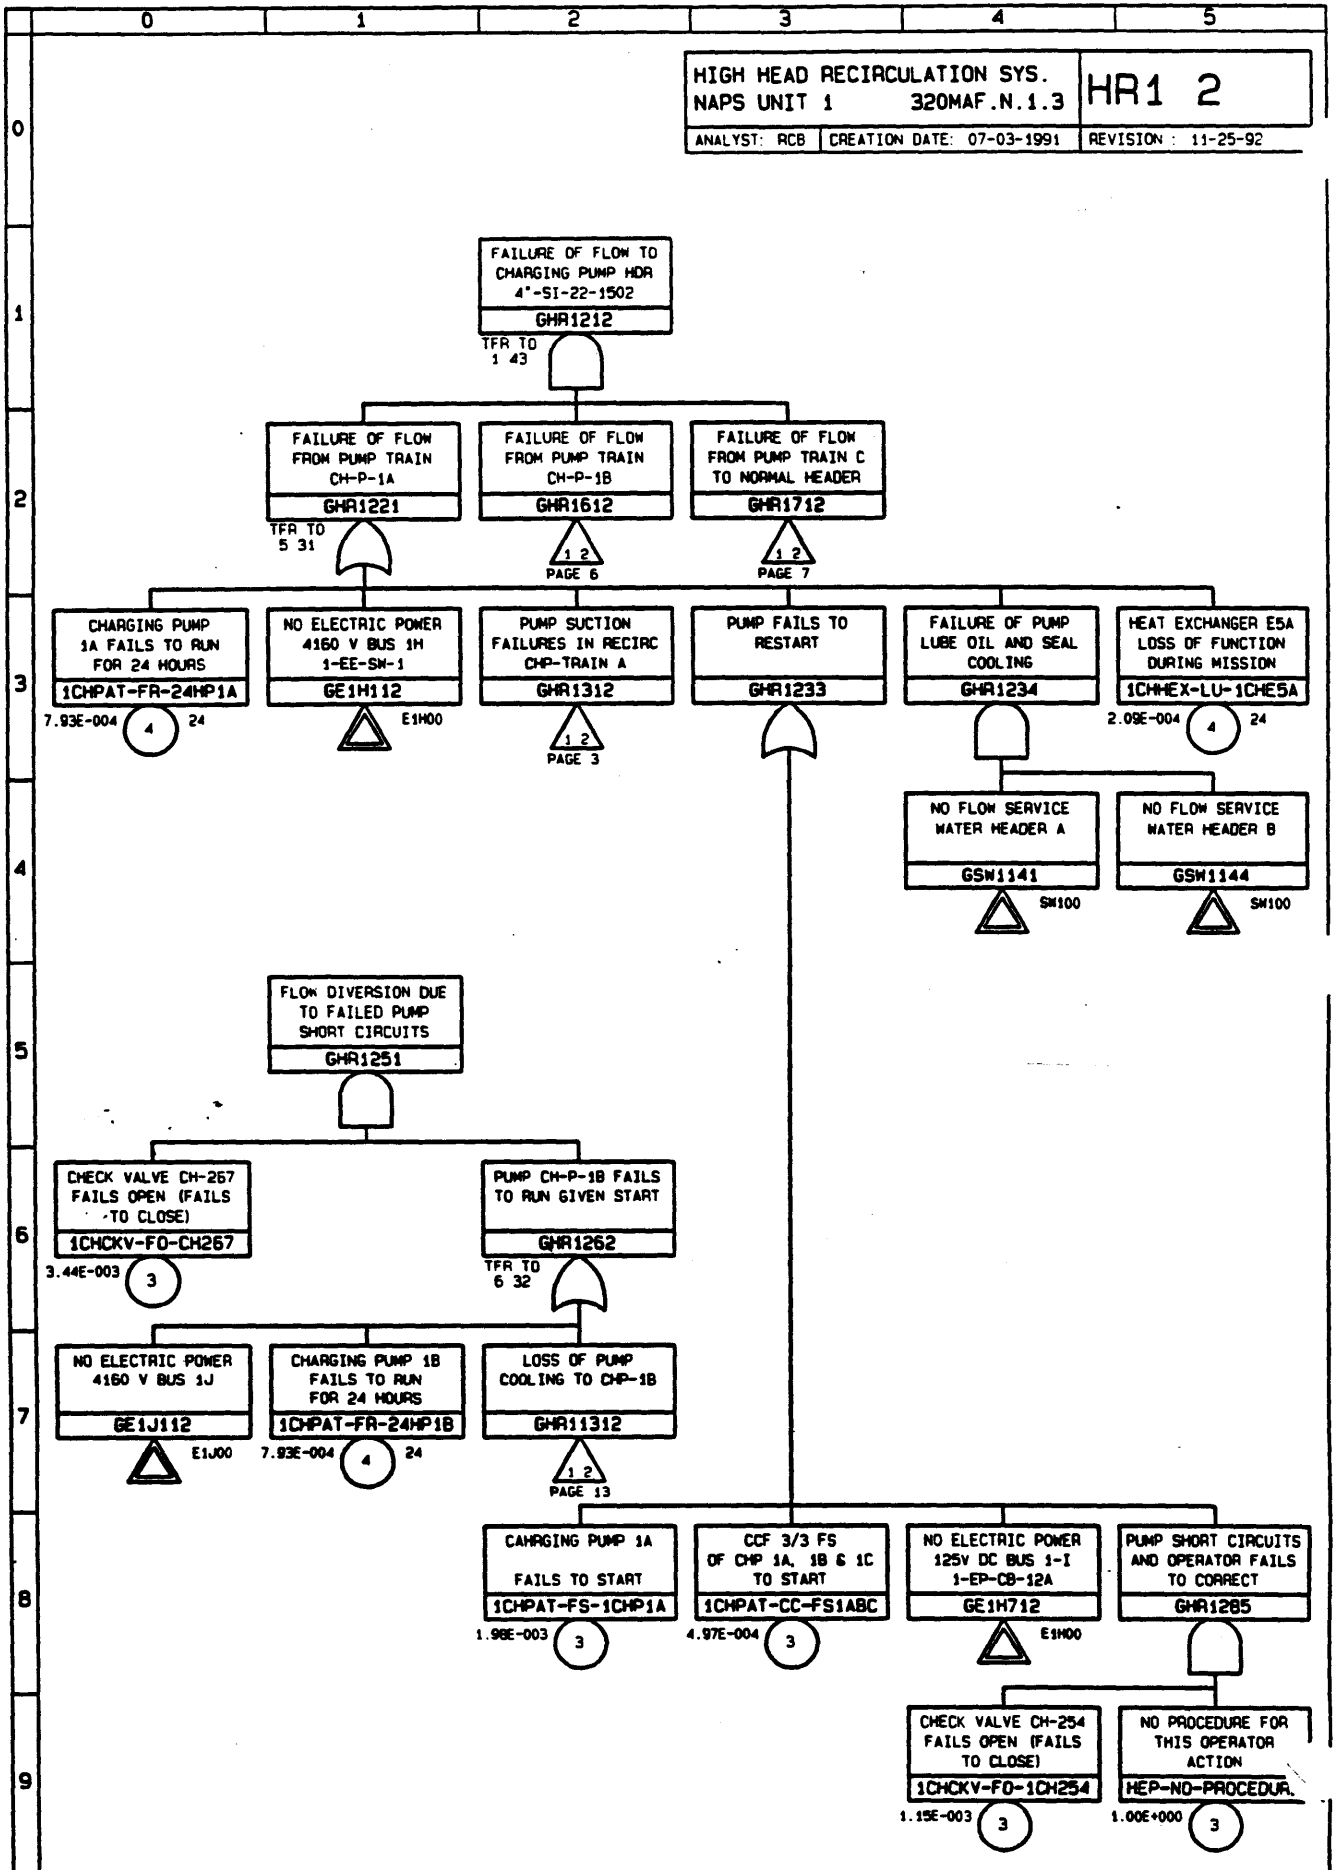 0 1 2 3 4 5
HIGH HEAD RECIRCULATION SYS.
NAPS UNIT 1 320MAF.N.1.3
HR1 2
ANALYST: RCB CREATION DATE: 07-03-1991 REVISION : 11-25-92
0
FAILURE OF FLOW TO
CHARGING PUMP HDR
4"-SI-22-1502
GHR1212
TFR TO
1 43
1
FAILURE OF FLOW
FROM PUMP TRAIN
CH-P-1A
GHR1221
TFR TO
5 31
FAILURE OF FLOW
FROM PUMP TRAIN
CH-P-1B
GHR1612
1 2
PAGE 6
FAILURE OF FLOW
FROM PUMP TRAIN C
TO NORMAL HEADER
GHR1712
1 2
PAGE 7
2
CHARGING PUMP
1A FAILS TO RUN
FOR 24 HOURS
1CHPAT-FR-24HP1A
7.93E-004 4 24
NO ELECTRIC POWER
4160 V BUS 1H
1-EE-SW-1
GE1H112
E1H00
PUMP SUCTION
FAILURES IN RECIRC
CHP-TRAIN A
GHR1312
1 2
PAGE 3
PUMP FAILS TO
RESTART
GHR1233
FAILURE OF PUMP
LUBE OIL AND SEAL
COOLING
GHR1234
HEAT EXCHANGER E5A
LOSS OF FUNCTION
DURING MISSION
1CHHEX-LU-1CHE5A
2.09E-004 4 24
3
NO FLOW SERVICE
WATER HEADER A
GSW1141
SW100
NO FLOW SERVICE
WATER HEADER B
GSW1144
SW100
4
FLOW DIVERSION DUE
TO FAILED PUMP
SHORT CIRCUITS
GHR1251
5
CHECK VALVE CH-267
FAILS OPEN (FAILS
TO CLOSE)
1CHCKV-FO-CH267
3.44E-003 3
PUMP CH-P-1B FAILS
TO RUN GIVEN START
GHR1262
TFR TO
6 32
6
NO ELECTRIC POWER
4160 V BUS 1J
GE1J112
E1J00
CHARGING PUMP 1B
FAILS TO RUN
FOR 24 HOURS
1CHPAT-FR-24HP1B
7.93E-004 4 24
LOSS OF PUMP
COOLING TO CHP-1B
GHR11312
1 2
PAGE 13
7
CAHRGING PUMP 1A
FAILS TO START
1CHPAT-FS-1CHP1A
1.98E-003 3
CCF 3/3 FS
OF CHP 1A, 1B & 1C
TO START
1CHPAT-CC-FS1ABC
4.97E-004 3
NO ELECTRIC POWER
125V DC BUS 1-I
1-EP-CB-12A
GE1H712
E1H00
PUMP SHORT CIRCUITS
AND OPERATOR FAILS
TO CORRECT
GHR1285
8
CHECK VALVE CH-254
FAILS OPEN (FAILS
TO CLOSE)
1CHCKV-FO-1CH254
1.15E-003 3
NO PROCEDURE FOR
THIS OPERATOR
ACTION
HEP-NO-PROCEDUR
1.00E+000 3
9